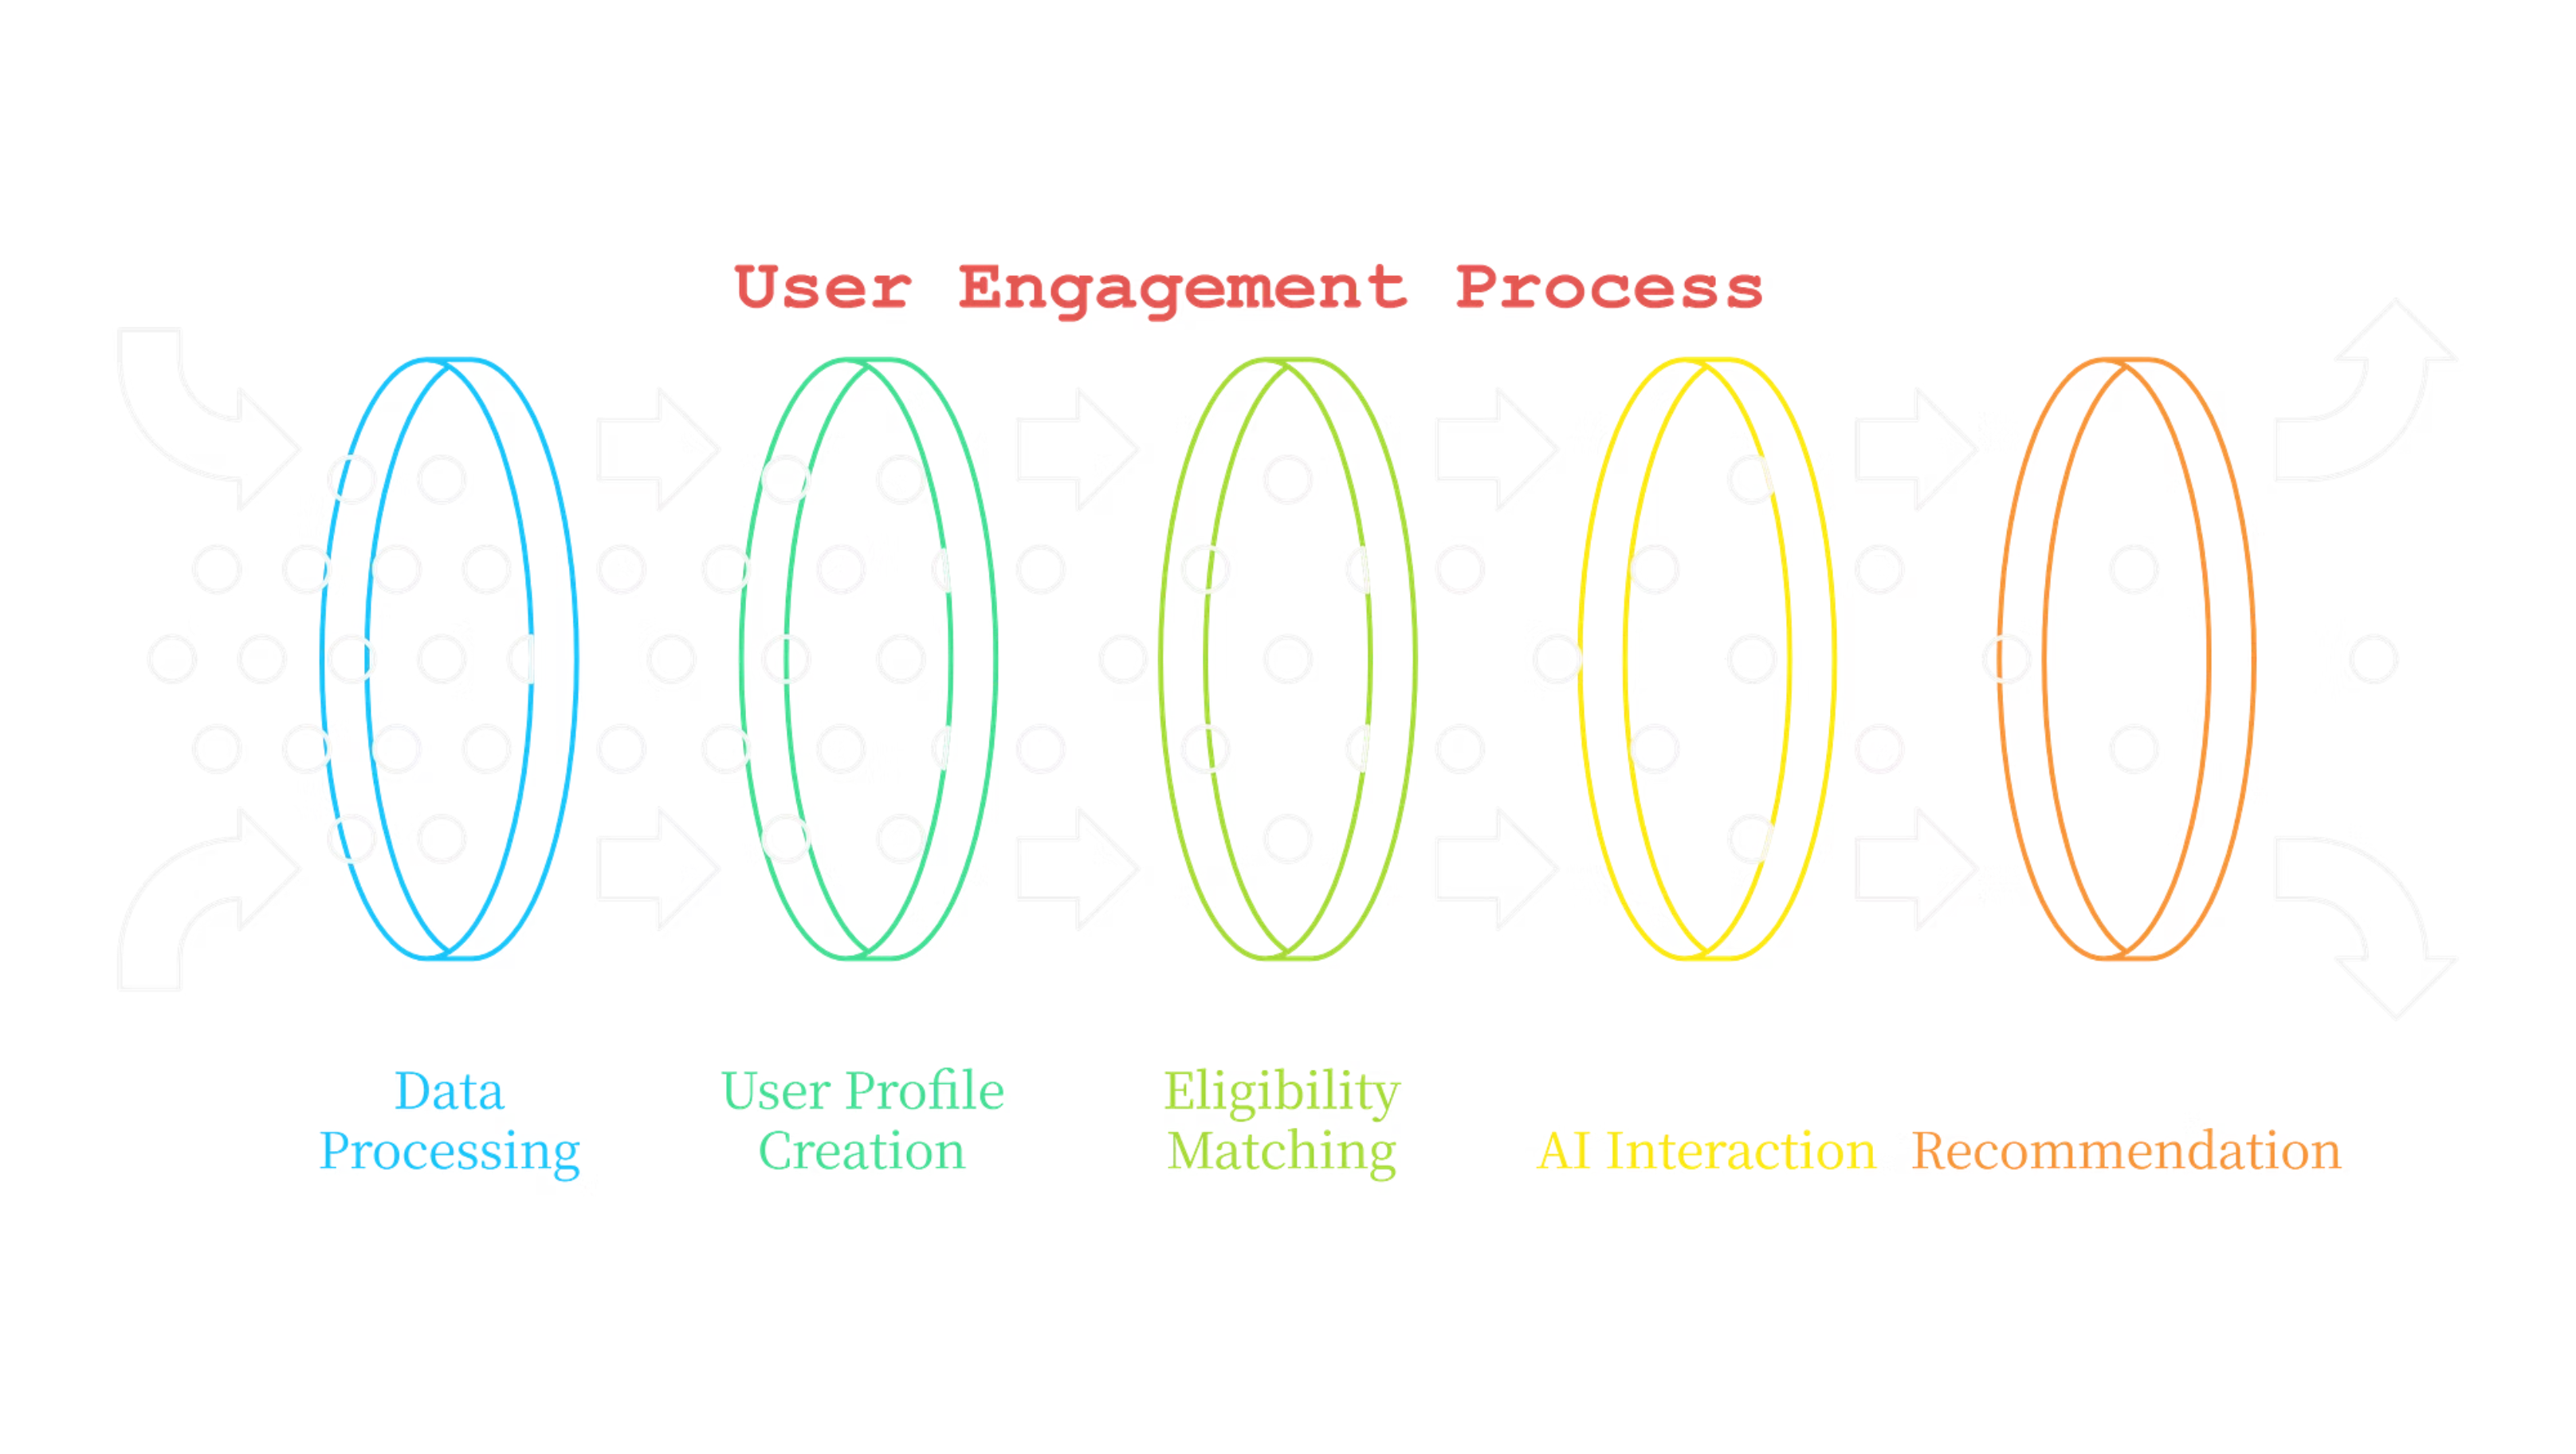 User Engagement Process
Data
Processing
User Profile
Creation
Eligibility
Matching
AI Interaction
Recommendation